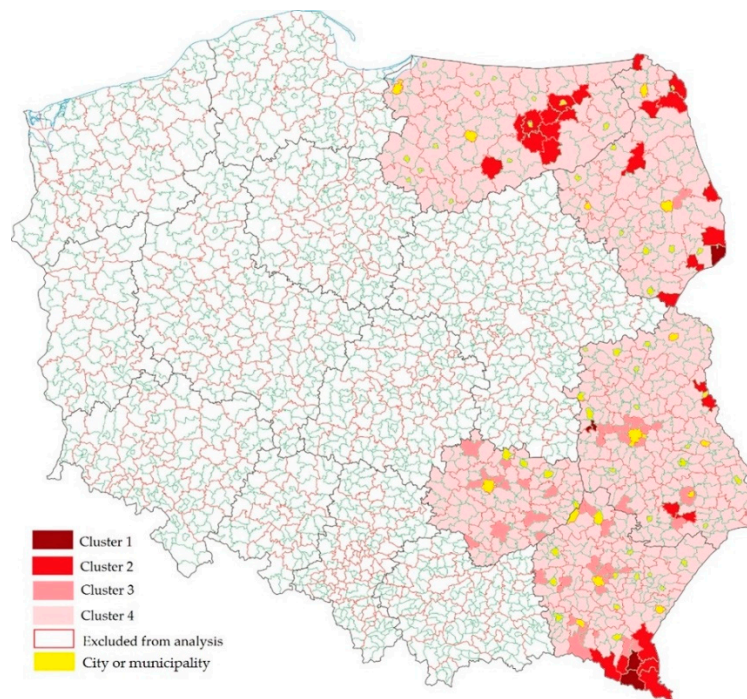 Cluster 1
Cluster 2
Cluster 3
Cluster 4
Excluded from analysis
City or municipality